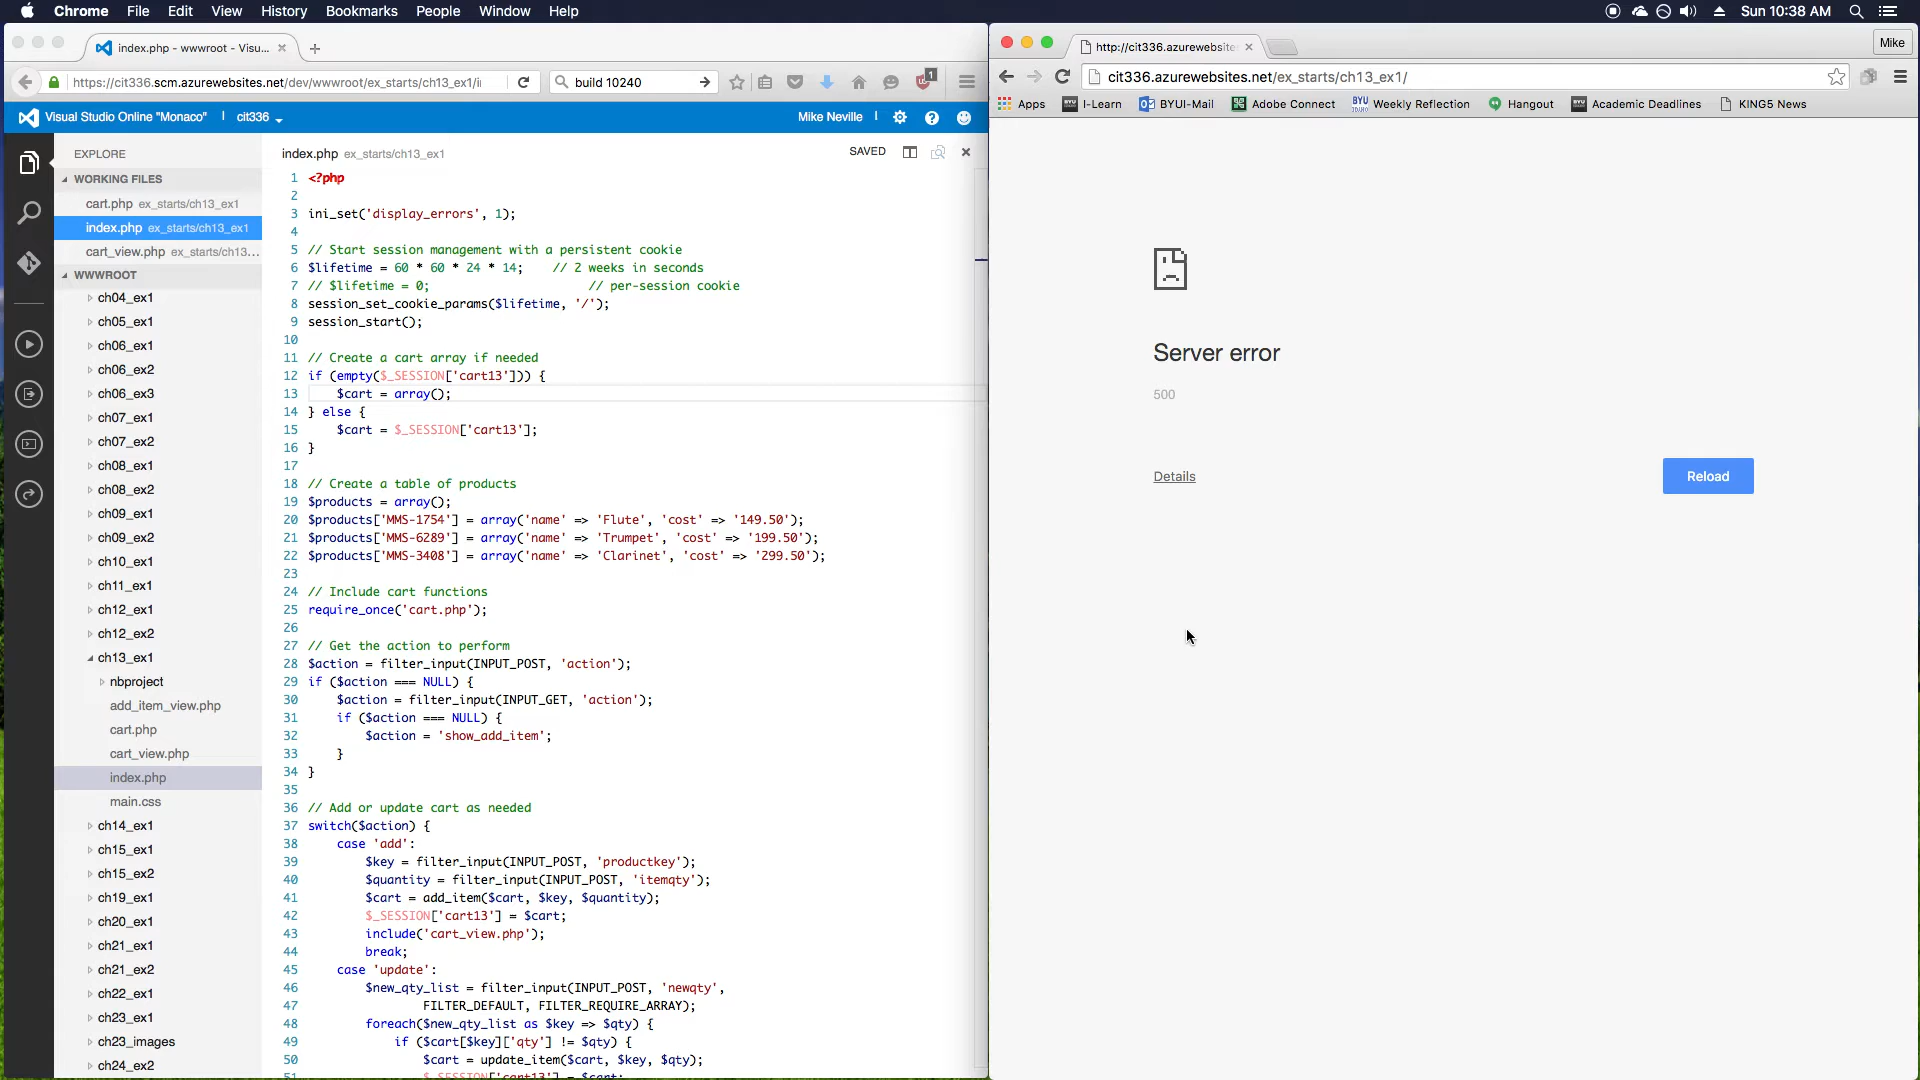 Chrome File Edit View History Bookmarks People Window Help
Sun 10:38 AM
index.php - wwwroot - Visu...
https://cit336.scm.azurewebsites.net/dev/wwwroot/ex_starts/ch13_ex1/i
build 10240
1
Visual Studio Online "Monaco" cit336
Mike Neville
EXPLORE
WORKING FILES
cart.php ex_starts/ch13_ex1
index.php ex_starts/ch13_ex1
cart_view.php ex_starts/ch13...
WWWROOT
ch04_ex1
ch05_ex1
ch06_ex1
ch06_ex2
ch06_ex3
ch07_ex1
ch07_ex2
ch08_ex1
ch08_ex2
ch09_ex1
ch09_ex2
ch10_ex1
ch11_ex1
ch12_ex1
ch12_ex2
ch13_ex1
nbproject
add_item_view.php
cart.php
cart_view.php
index.php
main.css
ch14_ex1
ch15_ex1
ch15_ex2
ch19_ex1
ch20_ex1
ch21_ex1
ch21_ex2
ch22_ex1
ch23_ex1
ch23_images
ch24_ex2
index.php ex_starts/ch13_ex1
SAVED
1 <?php
2
3 ini_set('display_errors', 1);
4
5 // Start session management with a persistent cookie
6 $lifetime = 60 * 60 * 24 * 14;    // 2 weeks in seconds
7 // $lifetime = 0;                      // per-session cookie
8 session_set_cookie_params($lifetime, '/');
9 session_start();
10
11 // Create a cart array if needed
12 if (empty($_SESSION['cart13'])) {
13     $cart = array();
14 } else {
15     $cart = $_SESSION['cart13'];
16 }
17
18 // Create a table of products
19 $products = array();
20 $products['MMS-1754'] = array('name' => 'Flute', 'cost' => '149.50');
21 $products['MMS-6289'] = array('name' => 'Trumpet', 'cost' => '199.50');
22 $products['MMS-3408'] = array('name' => 'Clarinet', 'cost' => '299.50');
23
24 // Include cart functions
25 require_once('cart.php');
26
27 // Get the action to perform
28 $action = filter_input(INPUT_POST, 'action');
29 if ($action === NULL) {
30     $action = filter_input(INPUT_GET, 'action');
31     if ($action === NULL) {
32         $action = 'show_add_item';
33     }
34 }
35
36 // Add or update cart as needed
37 switch($action) {
38     case 'add':
39         $key = filter_input(INPUT_POST, 'productkey');
40         $quantity = filter_input(INPUT_POST, 'itemqty');
41         $cart = add_item($cart, $key, $quantity);
42         $_SESSION['cart13'] = $cart;
43         include('cart_view.php');
44         break;
45     case 'update':
46         $new_qty_list = filter_input(INPUT_POST, 'newqty',
47                 FILTER_DEFAULT, FILTER_REQUIRE_ARRAY);
48         foreach($new_qty_list as $key => $qty) {
49             if ($cart[$key]['qty'] != $qty) {
50                 $cart = update_item($cart, $key, $qty);
51                 $_SESSION['cart13'] = $cart;
http://cit336.azurewebsite
Mike
cit336.azurewebsites.net/ex_starts/ch13_ex1/
Apps I-Learn BYUI-Mail Adobe Connect Weekly Reflection Hangout Academic Deadlines KING5 News
Server error
500
Details
Reload